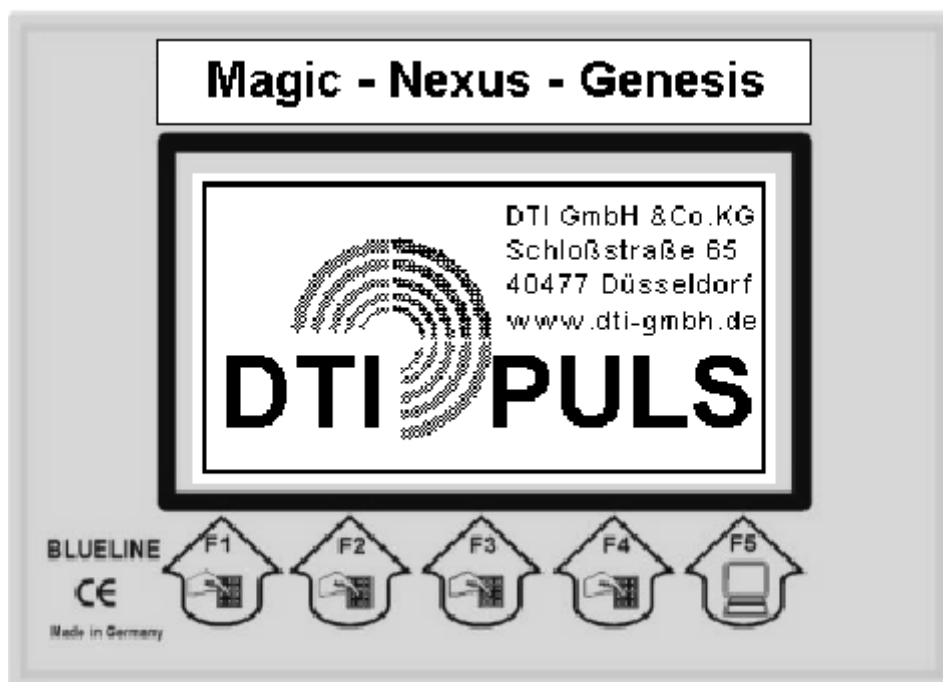 Magic - Nexus - Genesis
DTI GmbH &Co.KG
Schloßstraße 65
40477 Düsseldorf
www.dti-gmbh.de
DTI PULS
F1 F2 F3 F4 F5
BLUELINE
CE
Made in Germany